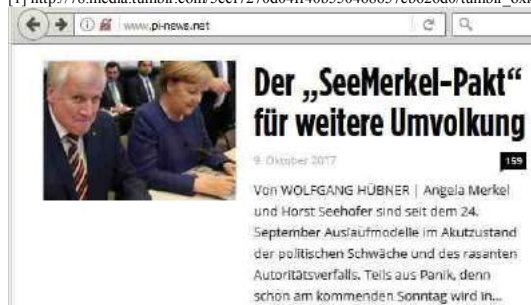 www.pi-news.net
Der „SeeMerkel-Pakt“
für weitere Umvolkung
9. Oktober 2017
159
Von WOLFGANG HÜBNER | Angela Merkel
und Horst Seehofer sind seit dem 24.
September Auslaufmodelle im Akutzustand
der politischen Schwäche und des rasanten
Autoritätsverfalls. Teils aus Panik, denn
schon am kommenden Sonntag wird in...